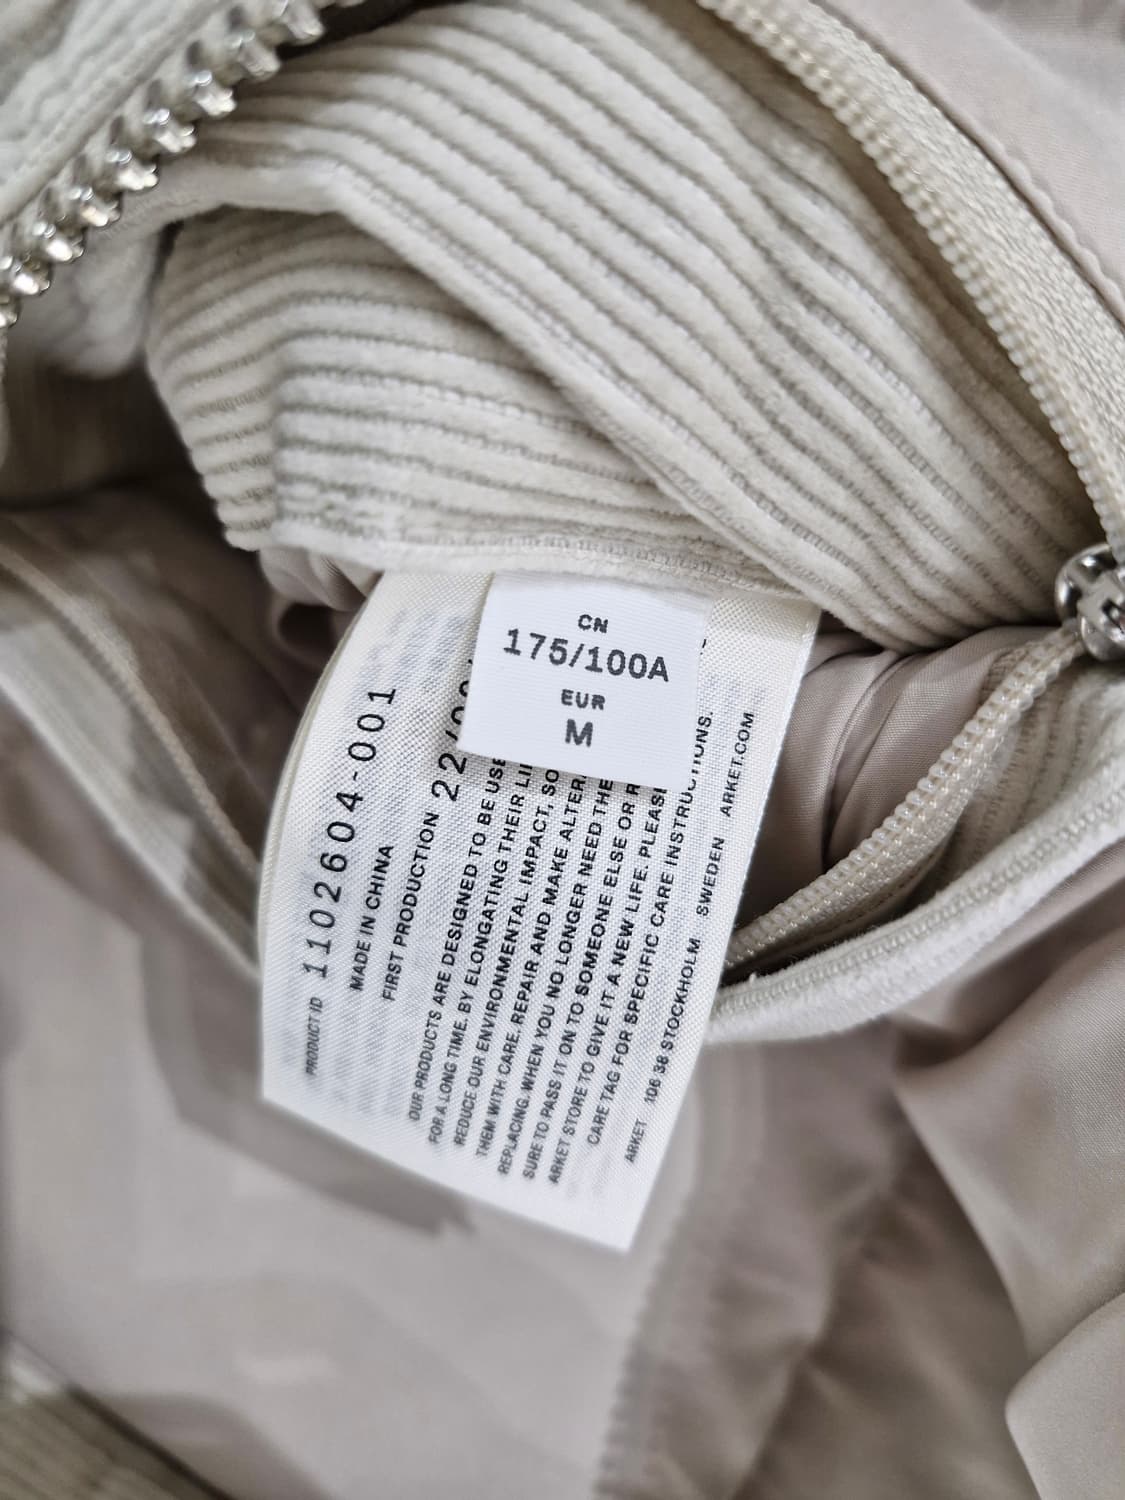 CN
175/100A
EUR
M
PRODUCT ID 1102604-001
MADE IN CHINA
FIRST PRODUCTION 22/
OUR PRODUCTS ARE DESIGNED TO BE USE
FOR A LONG TIME. BY ELONGATING THEIR LI
REDUCE OUR ENVIRONMENTAL IMPACT, SO
THEM WITH CARE. REPAIR AND MAKE ALTER
REPLACING. WHEN YOU NO LONGER NEED THE
SURE TO PASS IT ON TO SOMEONE ELSE OR R
ARKET STORE TO GIVE IT A NEW LIFE. PLEAS
CARE TAG FOR SPECIFIC CARE INSTRUCTIONS.
ARKET 106 38 STOCKHOLM SWEDEN ARKET.COM